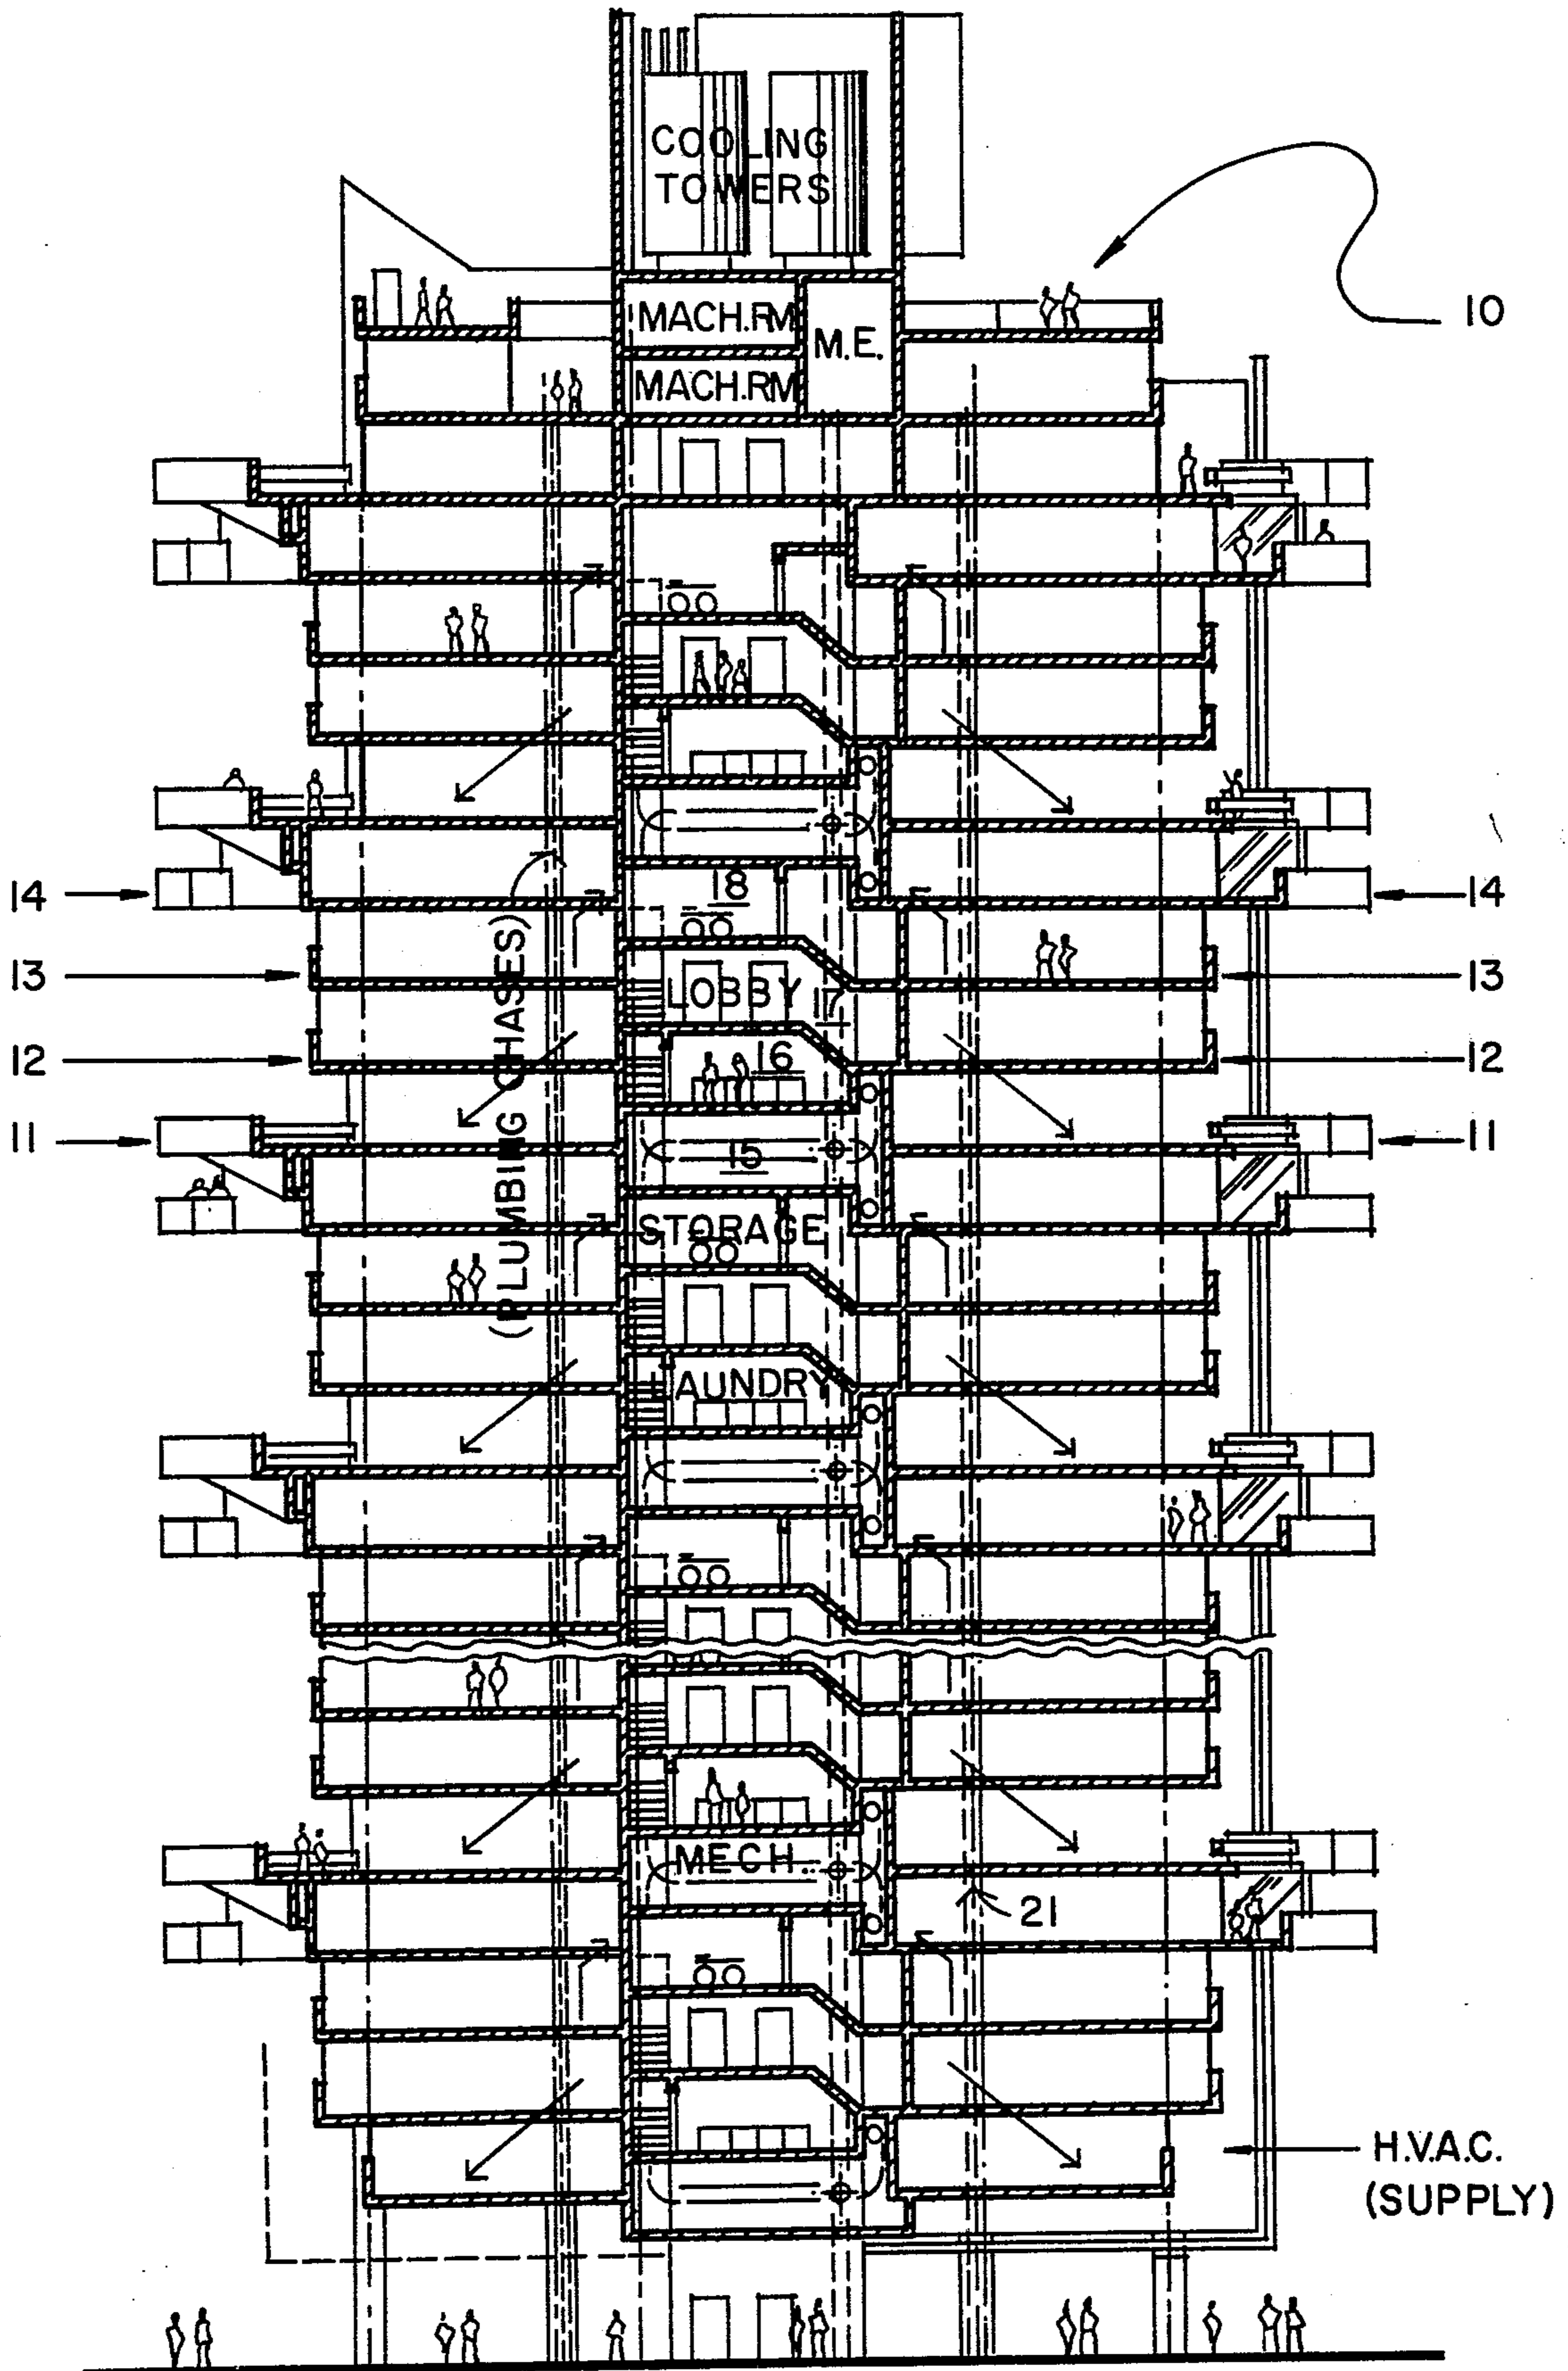 COOLING
TOWERS
MACH.RM
M.E.
MACH.RM
10
14
18
14
13
(PLUMBING CHASES)
LOBBY
17
13
12
16
12
11
15
11
STORAGE
LAUNDRY
MECH.
21
H.V.A.C.
(SUPPLY)